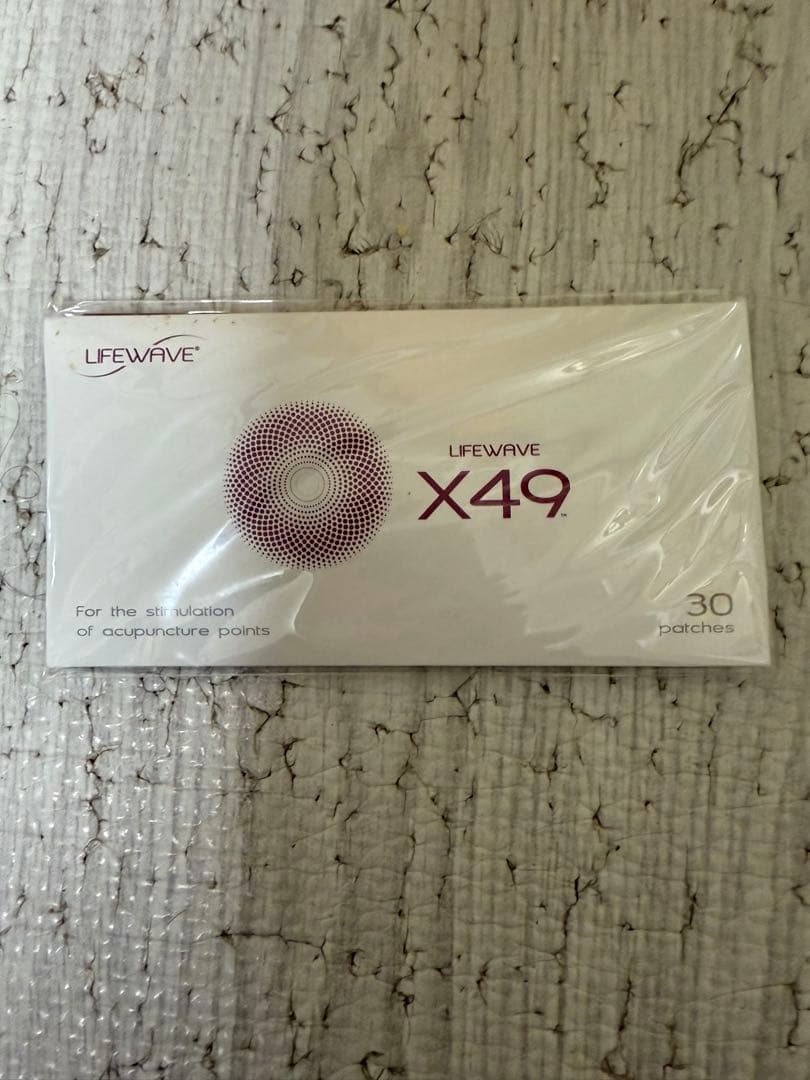 LIFEWAVE®
LIFEWAVE
X49™
For the stimulation
of acupuncture points
30
patches